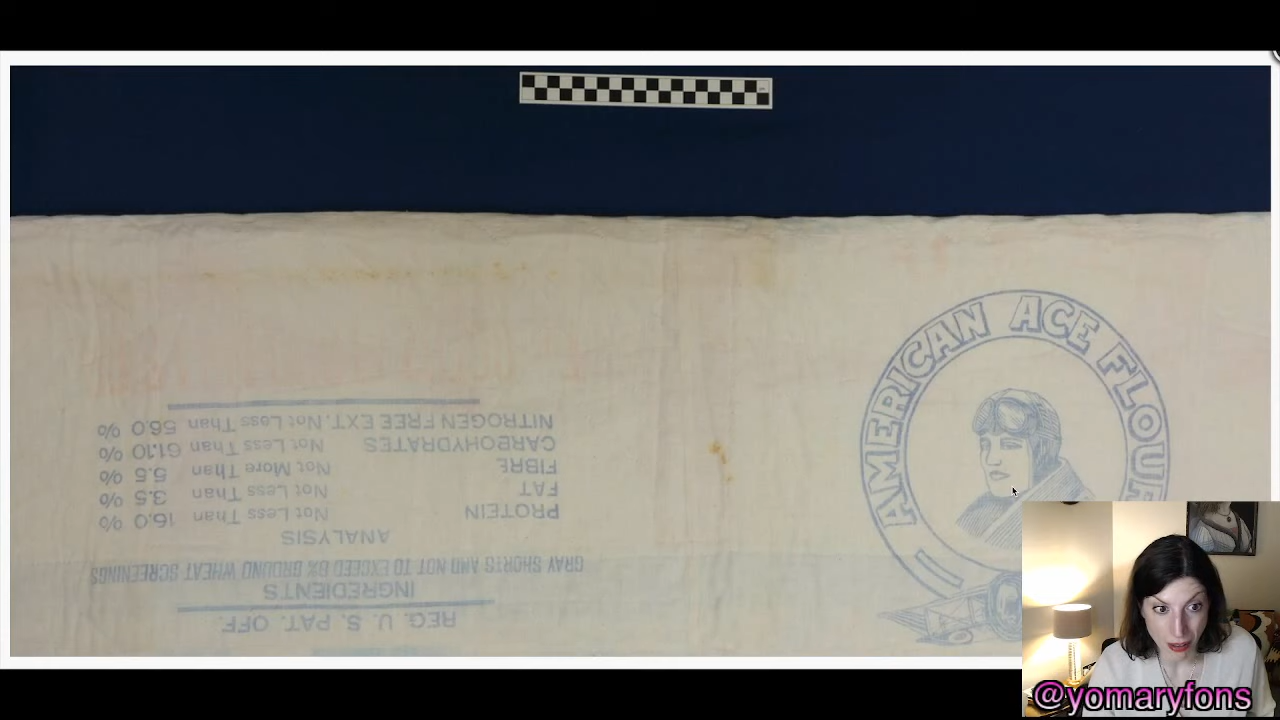 REG. U. S. PAT. OFF.
INGREDIENTS
GRAY SHORTS AND NOT TO EXCEED 8% GROUND WHEAT SCREENINGS
ANALYSIS
PROTEIN Not Less Than 16.0 %
FAT Not Less Than 3.5 %
FIBRE Not More Than 5.5 %
CARBOHYDRATES Not Less Than 61.10 %
NITROGEN FREE EXT. Not Less Than 56.0 %
AMERICAN ACE FLOUR
@yomaryfons